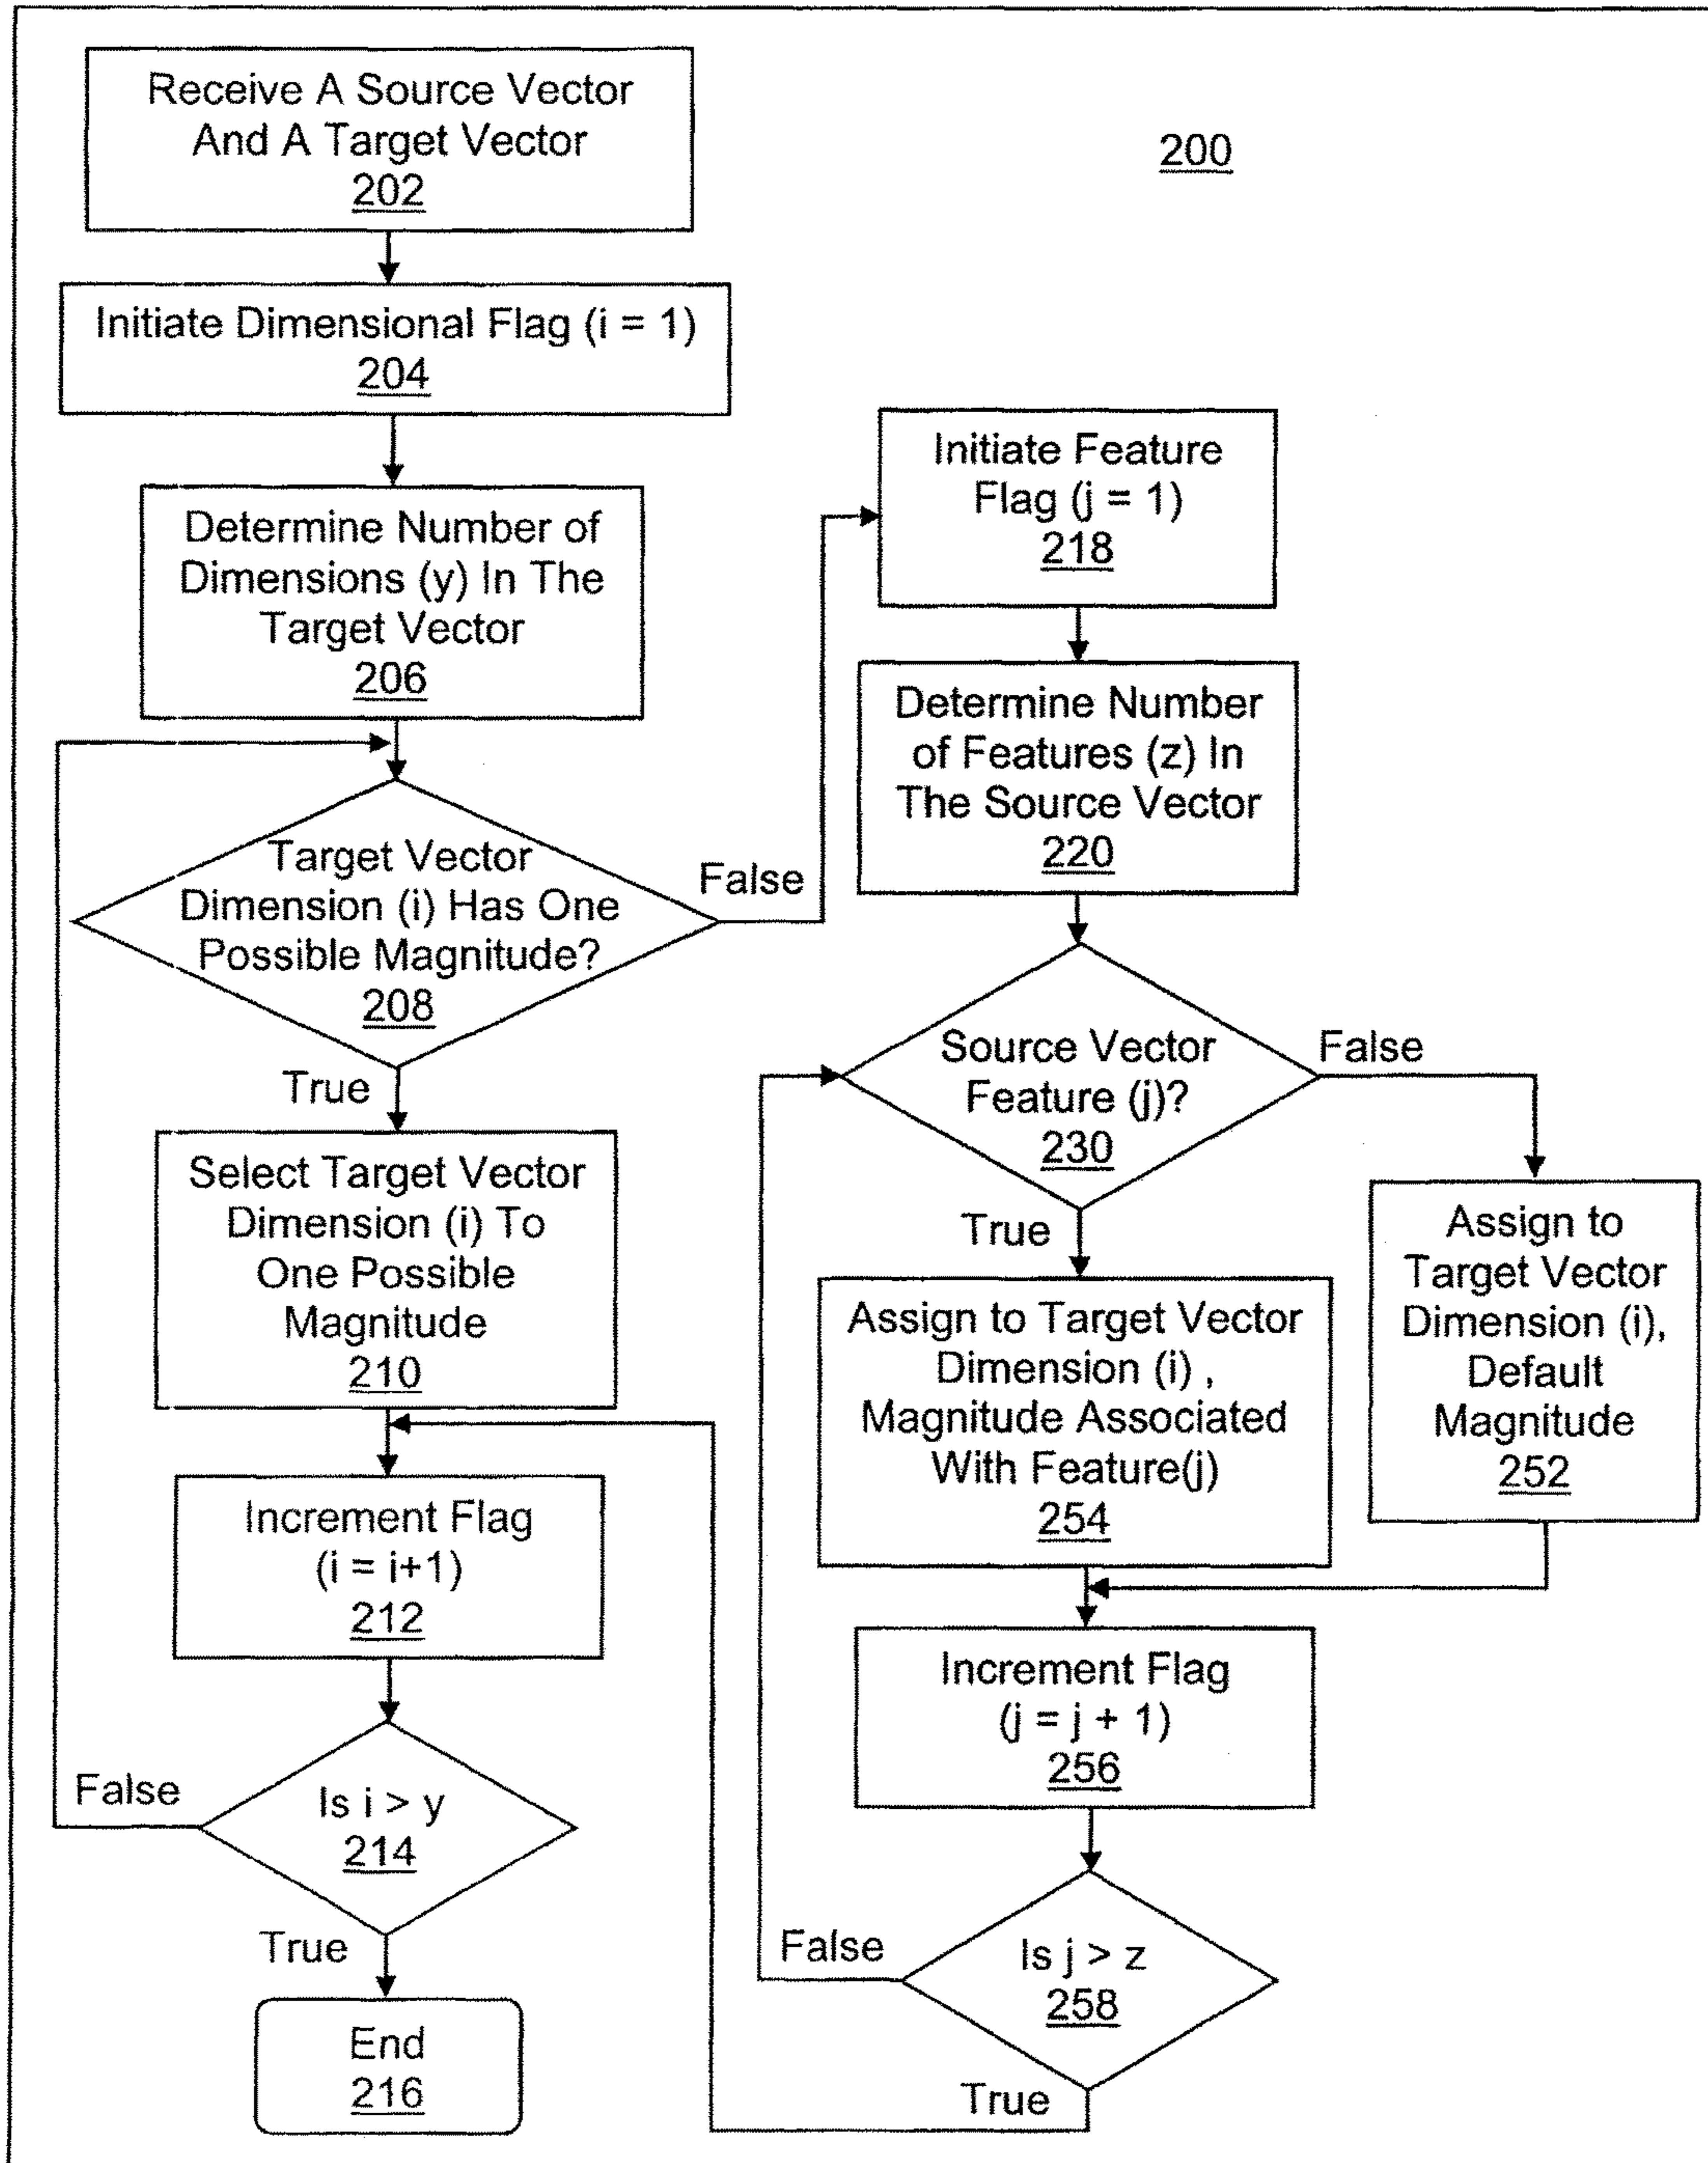 200
Receive A Source Vector
And A Target Vector
202
Initiate Dimensional Flag (i = 1)
204
Determine Number of
Dimensions (y) In The
Target Vector
206
Target Vector
Dimension (i) Has One
Possible Magnitude?
208
False
True
Select Target Vector
Dimension (i) To
One Possible
Magnitude
210
Increment Flag
(i = i+1)
212
Is i > y
214
False
True
End
216
Initiate Feature
Flag (j = 1)
218
Determine Number
of Features (z) In
The Source Vector
220
Source Vector
Feature (j)?
230
False
True
Assign to
Target Vector
Dimension (i),
Default
Magnitude
252
Assign to Target Vector
Dimension (i) ,
Magnitude Associated
With Feature(j)
254
Increment Flag
(j = j + 1)
256
Is j > z
258
False
True